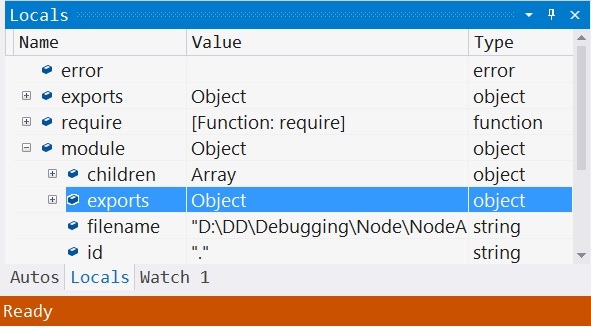 Locals
Name Value Type
error error
exports Object object
require [Function: require] function
module Object object
children Array object
exports Object object
filename "D:\DD\Debugging\Node\NodeA string
id "." string
Autos Locals Watch 1
Ready